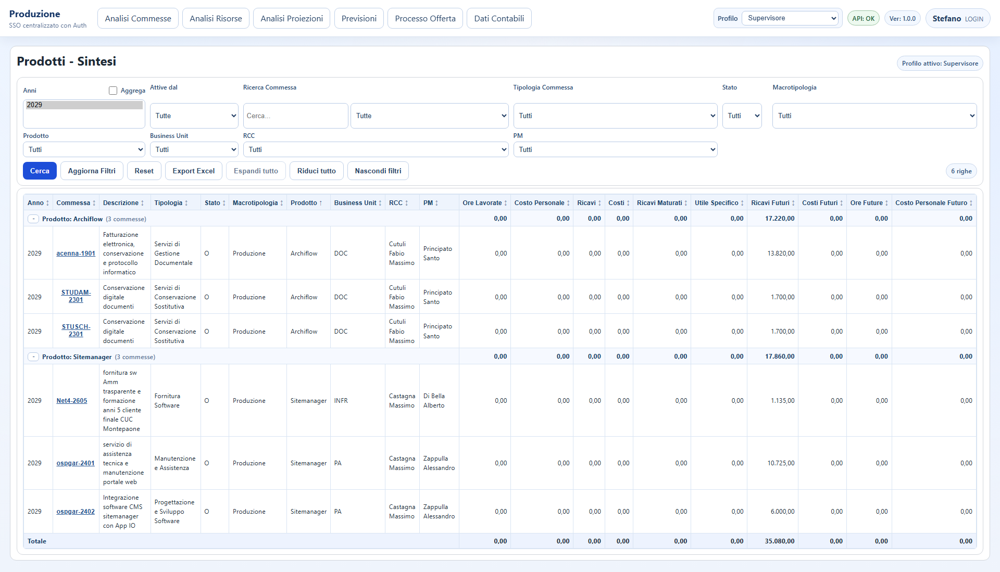 Produzione
SSO centralizzato con Auth
Analisi Commesse
Analisi Risorse
Analisi Proiezioni
Previsioni
Processo Offerta
Dati Contabili
Profilo
Supervisore
API: OK
Ver: 1.0.0
Stefano LOGIN
Prodotti - Sintesi
Profilo attivo: Supervisore
Anni
Aggrega
Attive dal
Ricerca Commessa
Tipologia Commessa
Stato
Macrotipologia
2029
Tutte
Cerca...
Tutte
Tutti
Tutti
Tutti
Prodotto
Business Unit
RCC
PM
Tutti
Tutti
Tutti
Tutti
Cerca
Aggiorna Filtri
Reset
Export Excel
Espandi tutto
Riduci tutto
Nascondi filtri
6 righe
Anno ↕ Commessa ↕ Descrizione ↕ Tipologia ↕ Stato ↕ Macrotipologia ↕ Prodotto ↑ Business Unit ↕ RCC ↕ PM ↕ Ore Lavorate ↕ Costo Personale ↕ Ricavi ↕ Costi ↕ Ricavi Maturati ↕ Utile Specifico ↕ Ricavi Futuri ↕ Costi Futuri ↕ Ore Future ↕ Costo Personale Futuro ↕
- Prodotto: Archiflow (3 commesse) 0,00 0,00 0,00 0,00 0,00 0,00 17.220,00 0,00 0,00 0,00
2029
acenna-1901
Fatturazione
elettronica,
conservazione
e protocollo
informatico
Servizi di
Gestione
Documentale
O
Produzione
Archiflow
DOC
Cutuli
Fabio
Massimo
Principato
Santo
0,00 0,00 0,00 0,00 0,00 0,00 13.820,00 0,00 0,00 0,00
2029
STUDAM-
2301
Conservazione
digitale
documenti
Servizi di
Conservazione
Sostitutiva
O
Produzione
Archiflow
DOC
Cutuli
Fabio
Massimo
Principato
Santo
0,00 0,00 0,00 0,00 0,00 0,00 1.700,00 0,00 0,00 0,00
2029
STUSCH-
2301
Conservazione
digitale
documenti
Servizi di
Conservazione
Sostitutiva
O
Produzione
Archiflow
DOC
Cutuli
Fabio
Massimo
Principato
Santo
0,00 0,00 0,00 0,00 0,00 0,00 1.700,00 0,00 0,00 0,00
- Prodotto: Sitemanager (3 commesse) 0,00 0,00 0,00 0,00 0,00 0,00 17.860,00 0,00 0,00 0,00
2029
Net4-2605
fornitura sw
Amm
trasparente e
formazione
anni 5 cliente
finale CUC
Montepaone
Fornitura
Software
O
Produzione
Sitemanager
INFR
Castagna
Massimo
Di Bella
Alberto
0,00 0,00 0,00 0,00 0,00 0,00 1.135,00 0,00 0,00 0,00
2029
ospgar-2401
servizio di
assistenza
tecnica e
manutenzione
portale web
Manutenzione
e Assistenza
O
Produzione
Sitemanager
PA
Castagna
Massimo
Zappulla
Alessandro
0,00 0,00 0,00 0,00 0,00 0,00 10.725,00 0,00 0,00 0,00
2029
ospgar-2402
Integrazione
software CMS
sitemanager
con App IO
Progettazione
e Sviluppo
Software
O
Produzione
Sitemanager
PA
Castagna
Massimo
Zappulla
Alessandro
0,00 0,00 0,00 0,00 0,00 0,00 6.000,00 0,00 0,00 0,00
Totale 0,00 0,00 0,00 0,00 0,00 0,00 35.080,00 0,00 0,00 0,00